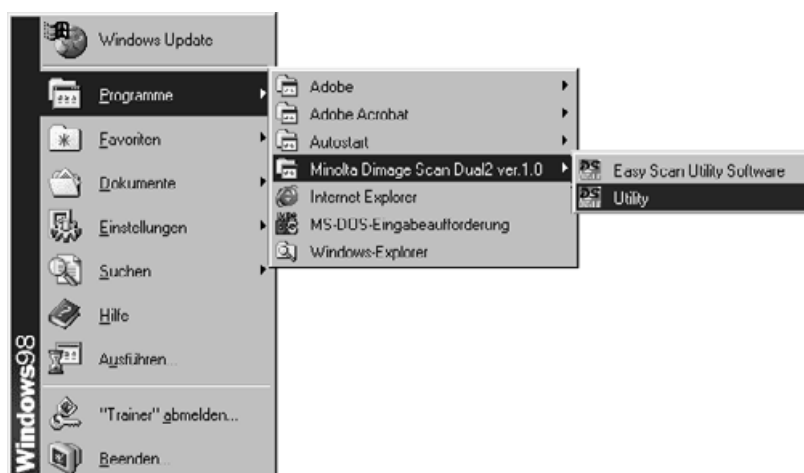 Windows Update
Programme
Favoriten
Dokumente
Einstellungen
Suchen
Hilfe
Ausführen...
"Trainer" abmelden...
Beenden...
Windows98
Adobe
Adobe Acrobat
Autostart
Minolta Dimage Scan Dual2 ver.1.0
Internet Explorer
MS-DOS-Eingabeaufforderung
Windows-Explorer
Easy Scan Utility Software
Utility